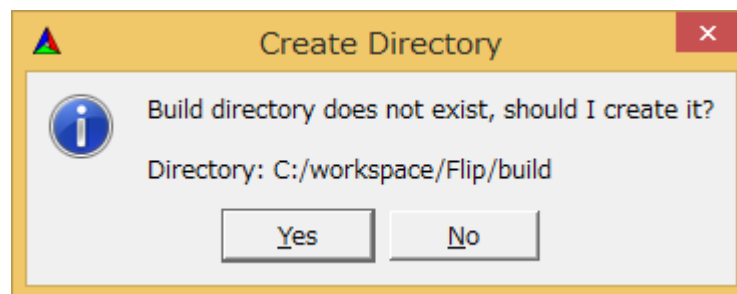 Create Directory
Build directory does not exist, should I create it?
Directory: C:/workspace/Flip/build
Yes No